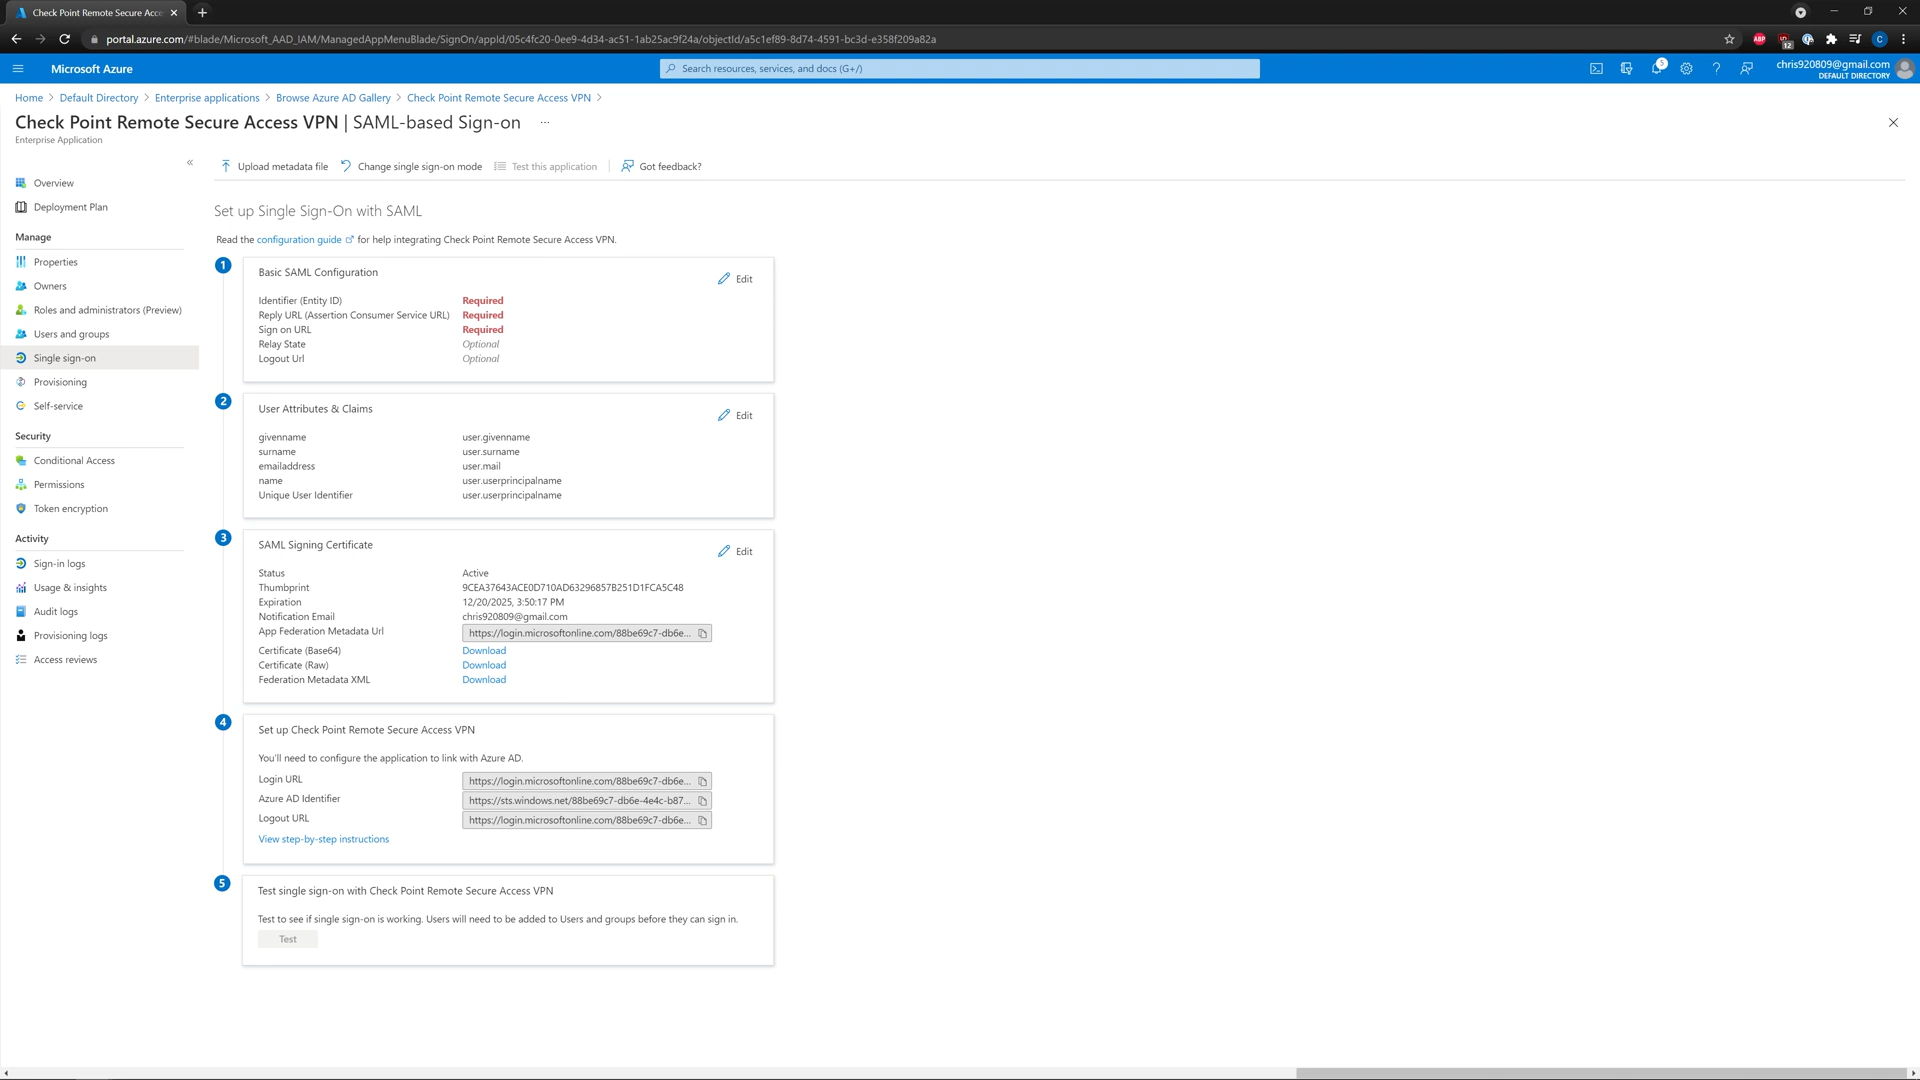 Check Point Remote Secure Acce
portal.azure.com/#blade/Microsoft_AAD_IAM/ManagedAppMenuBlade/SignOn/appId/05c4fc20-0ee9-4d34-ac51-1ab25ac9f24a/objectId/a5c1ef89-8d74-4591-bc3d-e358f209a82a
ABP
12
C
Microsoft Azure
Search resources, services, and docs (G+/)
5
chris920809@gmail.com
DEFAULT DIRECTORY
Home > Default Directory > Enterprise applications > Browse Azure AD Gallery > Check Point Remote Secure Access VPN >
Check Point Remote Secure Access VPN | SAML-based Sign-on ...
Enterprise Application
Upload metadata file Change single sign-on mode Test this application | Got feedback?
Overview
Deployment Plan
Manage
Properties
Owners
Roles and administrators (Preview)
Users and groups
Single sign-on
Provisioning
Self-service
Security
Conditional Access
Permissions
Token encryption
Activity
Sign-in logs
Usage & insights
Audit logs
Provisioning logs
Access reviews
Set up Single Sign-On with SAML
Read the configuration guide for help integrating Check Point Remote Secure Access VPN.
1
Basic SAML Configuration
Edit
Identifier (Entity ID) Required
Reply URL (Assertion Consumer Service URL) Required
Sign on URL Required
Relay State Optional
Logout Url Optional
2
User Attributes & Claims
Edit
givenname user.givenname
surname user.surname
emailaddress user.mail
name user.userprincipalname
Unique User Identifier user.userprincipalname
3
SAML Signing Certificate
Edit
Status Active
Thumbprint 9CEA37643ACE0D710AD63296857B251D1FCA5C48
Expiration 12/20/2025, 3:50:17 PM
Notification Email chris920809@gmail.com
App Federation Metadata Url https://login.microsoftonline.com/88be69c7-db6e...
Certificate (Base64) Download
Certificate (Raw) Download
Federation Metadata XML Download
4
Set up Check Point Remote Secure Access VPN
You'll need to configure the application to link with Azure AD.
Login URL https://login.microsoftonline.com/88be69c7-db6e...
Azure AD Identifier https://sts.windows.net/88be69c7-db6e-4e4c-b87...
Logout URL https://login.microsoftonline.com/88be69c7-db6e...
View step-by-step instructions
5
Test single sign-on with Check Point Remote Secure Access VPN
Test to see if single sign-on is working. Users will need to be added to Users and groups before they can sign in.
Test